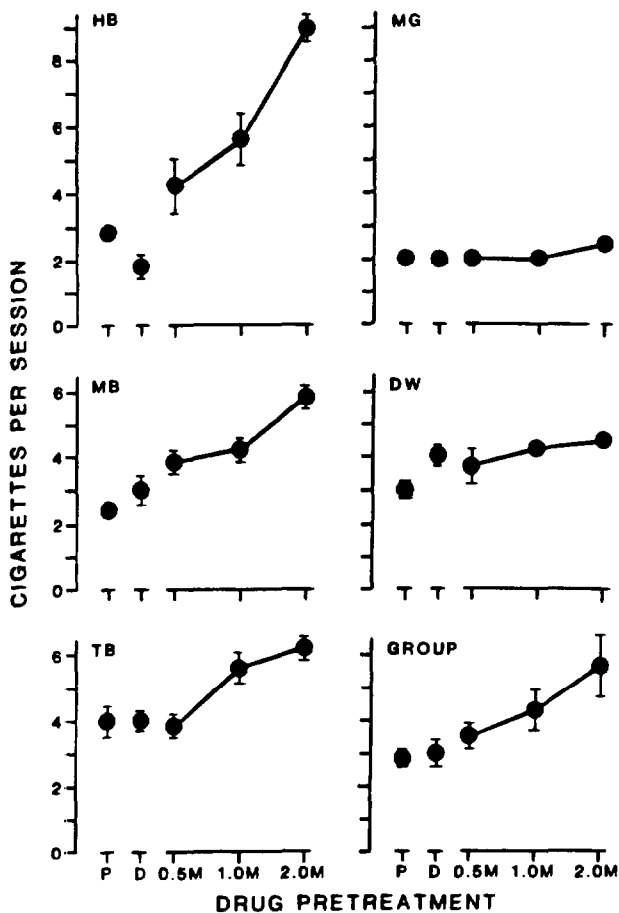 HB
MG
8
6
4
2
0
MB
DW
6
4
2
0
TB
GROUP
6
4
2
0
P D 0.5M 1.0M 2.0M
P D 0.5M 1.0M 2.0M
CIGARETTES PER SESSION
DRUG PRETREATMENT